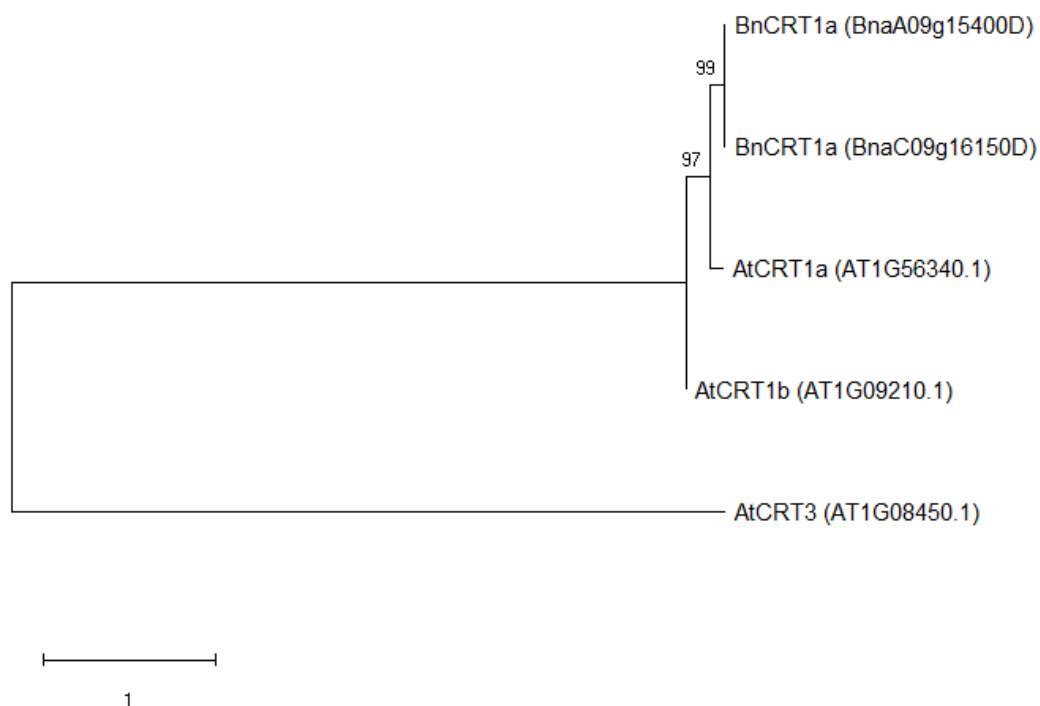 BnCRT1a (BnaA09g15400D)
99
BnCRT1a (BnaC09g16150D)
97
AtCRT1a (AT1G56340.1)
AtCRT1b (AT1G09210.1)
AtCRT3 (AT1G08450.1)
1